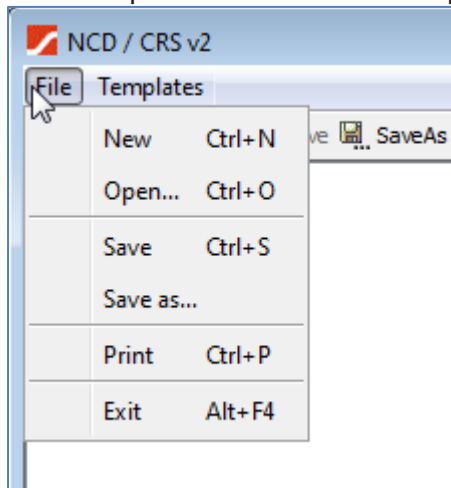 NCD / CRS v2
File Templates
ve SaveAs
New Ctrl+N
Open... Ctrl+O
Save Ctrl+S
Save as...
Print Ctrl+P
Exit Alt+F4